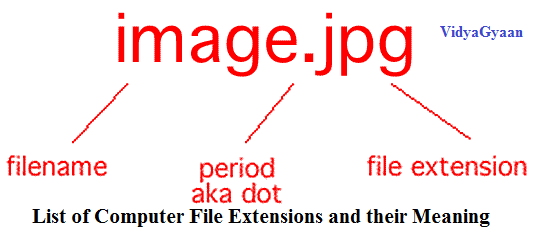 image.jpg
VidyaGyaan
filename
period
aka dot
file extension
List of Computer File Extensions and their Meaning